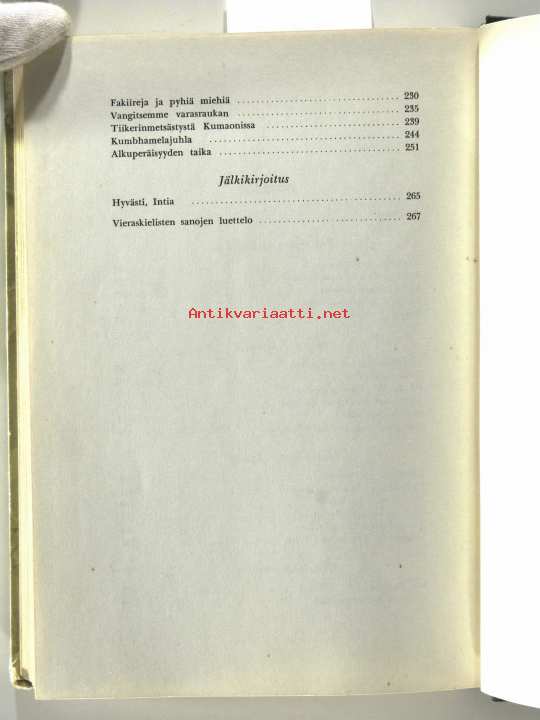 Fakiireja ja pyhiä miehiä ........................................ 230
Vangitsemme varasraukan ........................................ 235
Tiikerinmetsästystä Kumaonissa ........................................ 239
Kumbhamelajuhla ........................................ 244
Alkuperäisyyden taika ........................................ 251
Jälkikirjoitus
Hyvästi, Intia ........................................ 265
Vieraskielisten sanojen luettelo ........................................ 267
Antikvariaatti.net